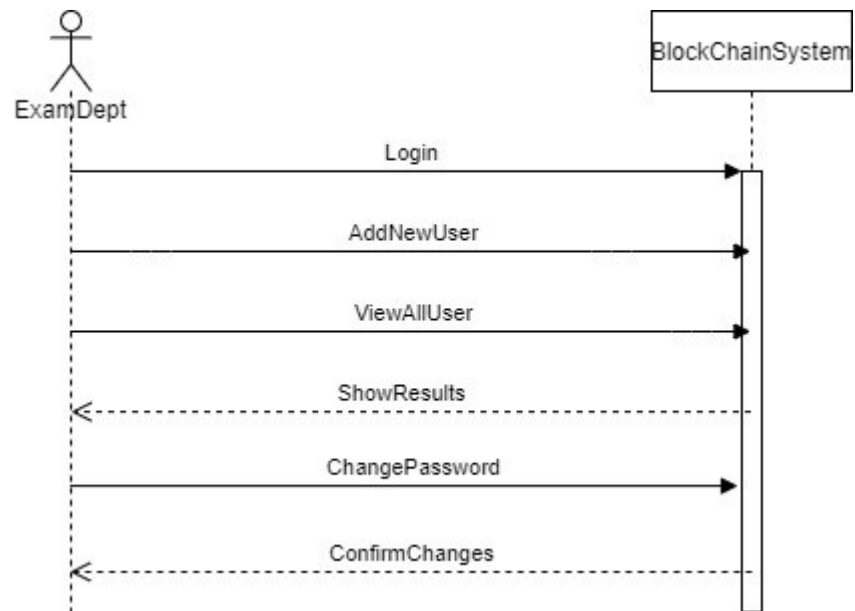 BlockChainSystem
ExamDept
Login
AddNewUser
ViewAllUser
ShowResults
ChangePassword
ConfirmChanges